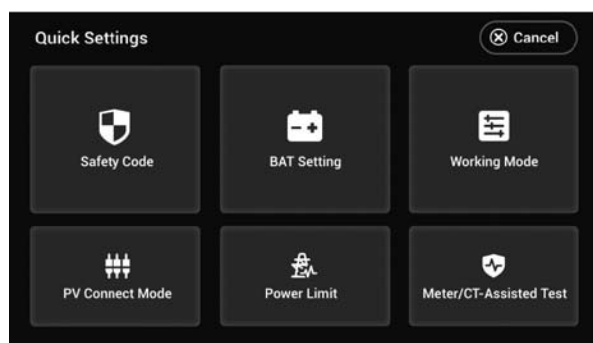 Quick Settings
Cancel
Safety Code
BAT Setting
Working Mode
PV Connect Mode
Power Limit
Meter/CT-Assisted Test